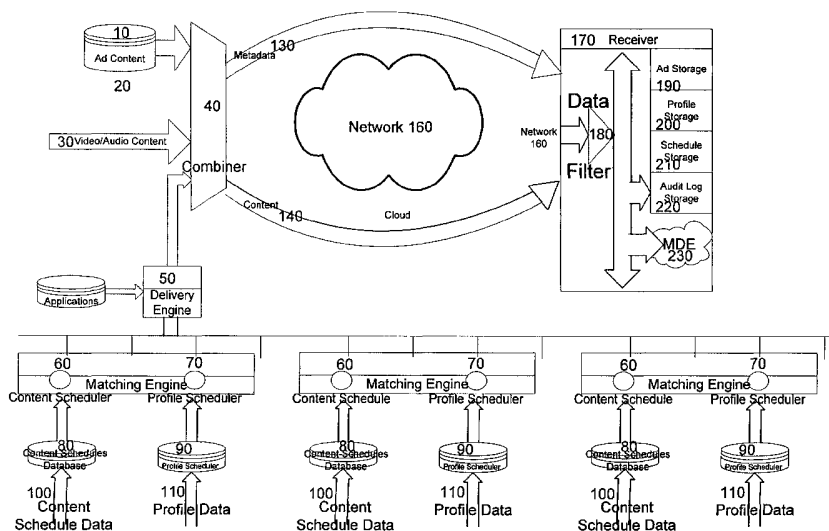 10
Ad Content
20
30 Video/Audio Content
40
Combiner
Metadata
130
Network 160
Content
140
Cloud
170 Receiver
Network
160
Data
180
Filter
Ad Storage
190
Profile
Storage
200
Schedule
Storage
210
Audit Log
Storage
220
MDE
230
Applications
50
Delivery
Engine
60
70
Matching Engine
Content Scheduler
Profile Scheduler
80
Content Schedules
Database
90
Profile Scheduler
100
Content
Schedule Data
110
Profile Data
60
70
Matching Engine
Content Schedule
Profile Scheduler
80
Content Schedules
Database
90
Profile Scheduler
100
Content
Schedule Data
110
Profile Data
60
70
Matching Engine
Content Schedule
Profile Scheduler
80
Content Schedules
Database
90
Profile Scheduler
100
Content
Schedule Data
110
Profile Data